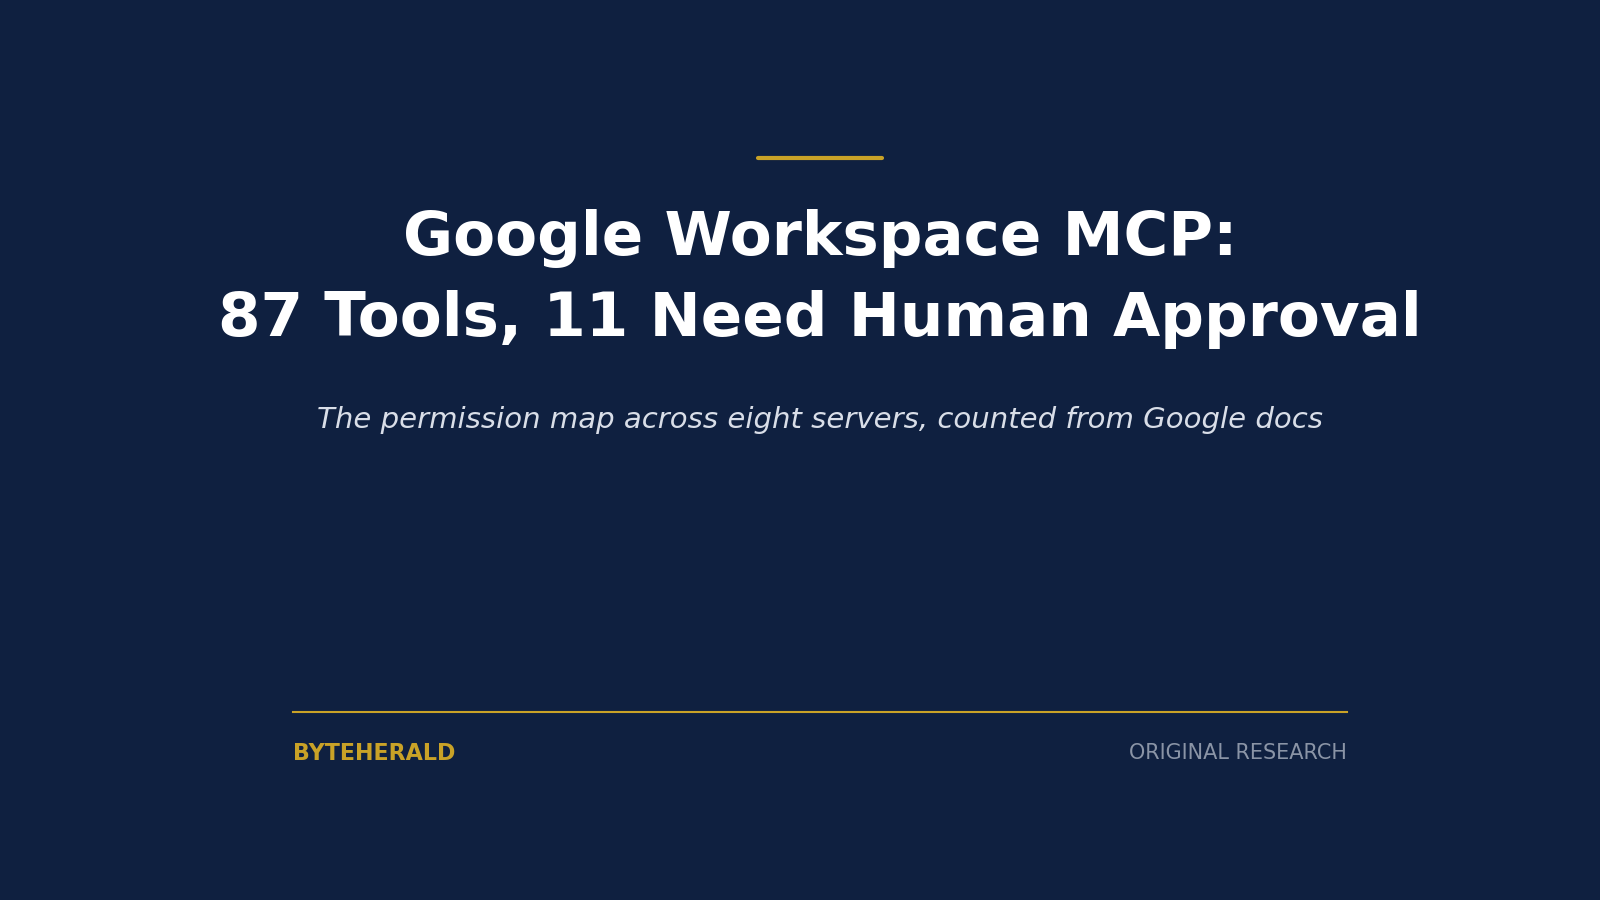 Google Workspace MCP:
87 Tools, 11 Need Human Approval
The permission map across eight servers, counted from Google docs
BYTEHERALD
ORIGINAL RESEARCH